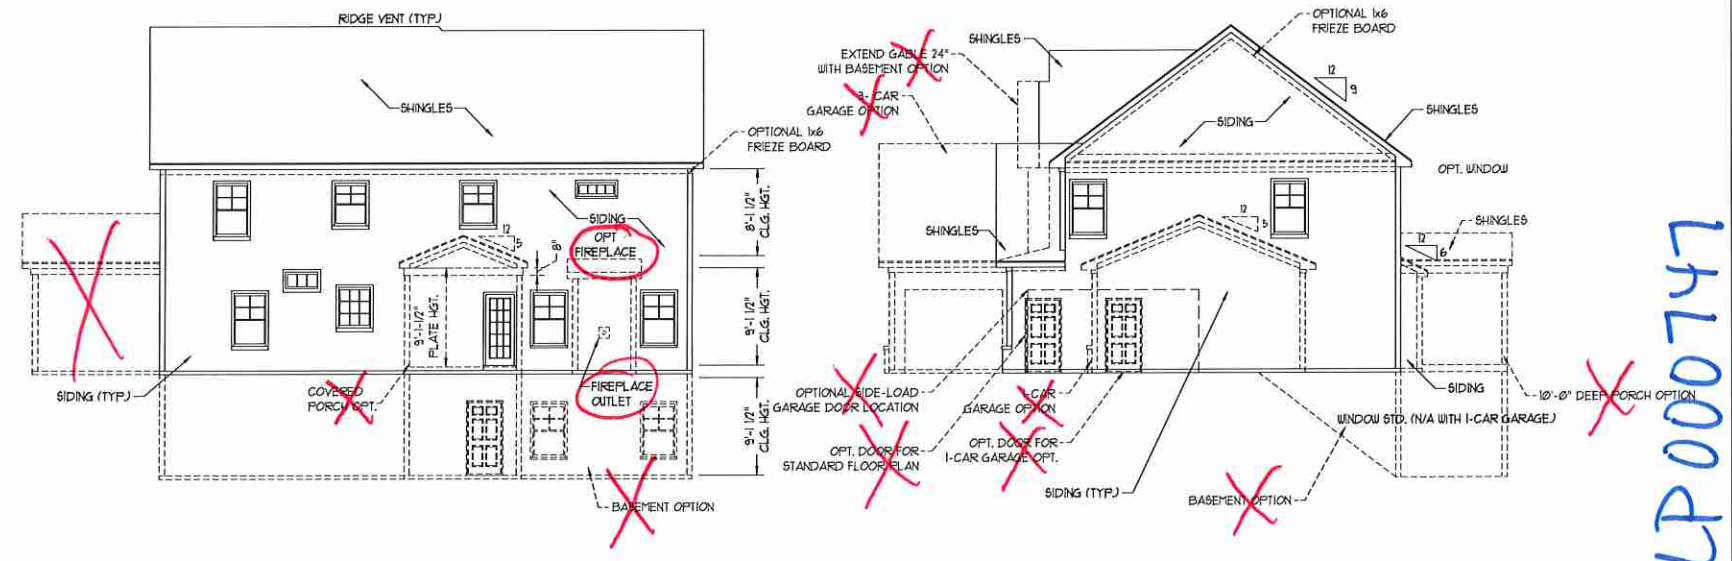 RIDGE VENT (TYP.)
SHINGLES
OPTIONAL 1x6
FRIEZE BOARD
8'-1 1/2"
CLG. HGT.
SIDING
12
5
8"
OPT
FIREPLACE
9'-1-1/2"
PLATE HGT.
9'-1 1/2"
CLG. HGT.
SIDING (TYP.)
COVERED
PORCH OPT.
FIREPLACE
OUTLET
9'-1 1/2"
CLG. HGT.
BASEMENT OPTION
OPTIONAL 1x6
FRIEZE BOARD
SHINGLES
EXTEND GABLE 24"
WITH BASEMENT OPTION
12
9
3- CAR
GARAGE OPTION
SHINGLES
SIDING
OPT. WINDOW
12
5
SHINGLES
SHINGLES
12
6
OPTIONAL SIDE-LOAD
GARAGE DOOR LOCATION
1-CAR
GARAGE OPTION
SIDING
10'-0" DEEP PORCH OPTION
WINDOW STD. (N/A WITH 1-CAR GARAGE.)
OPT. DOOR FOR
STANDARD FLOOR PLAN
OPT. DOOR FOR
1-CAR GARAGE OPT.
SIDING (TYP.)
BASEMENT OPTION
LP000747